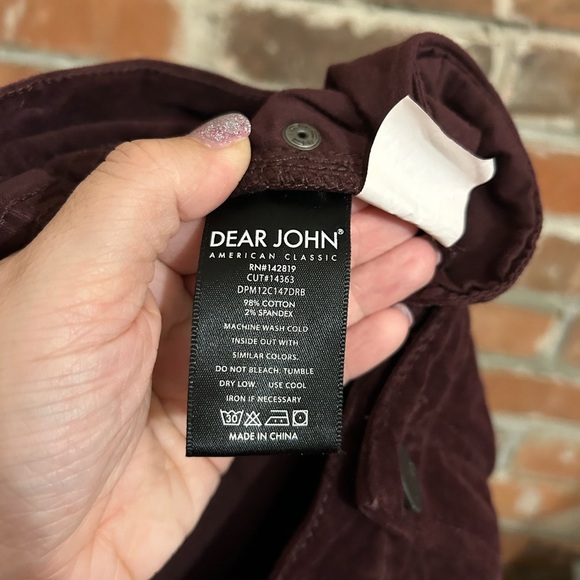 DEAR JOHN®
AMERICAN CLASSIC
RN#142819
CUT#14363
DPM12C147DRB
98% COTTON
2% SPANDEX
MACHINE WASH COLD
INSIDE OUT WITH
SIMILAR COLORS.
DO NOT BLEACH. TUMBLE
DRY LOW. USE COOL
IRON IF NECESSARY
30
MADE IN CHINA